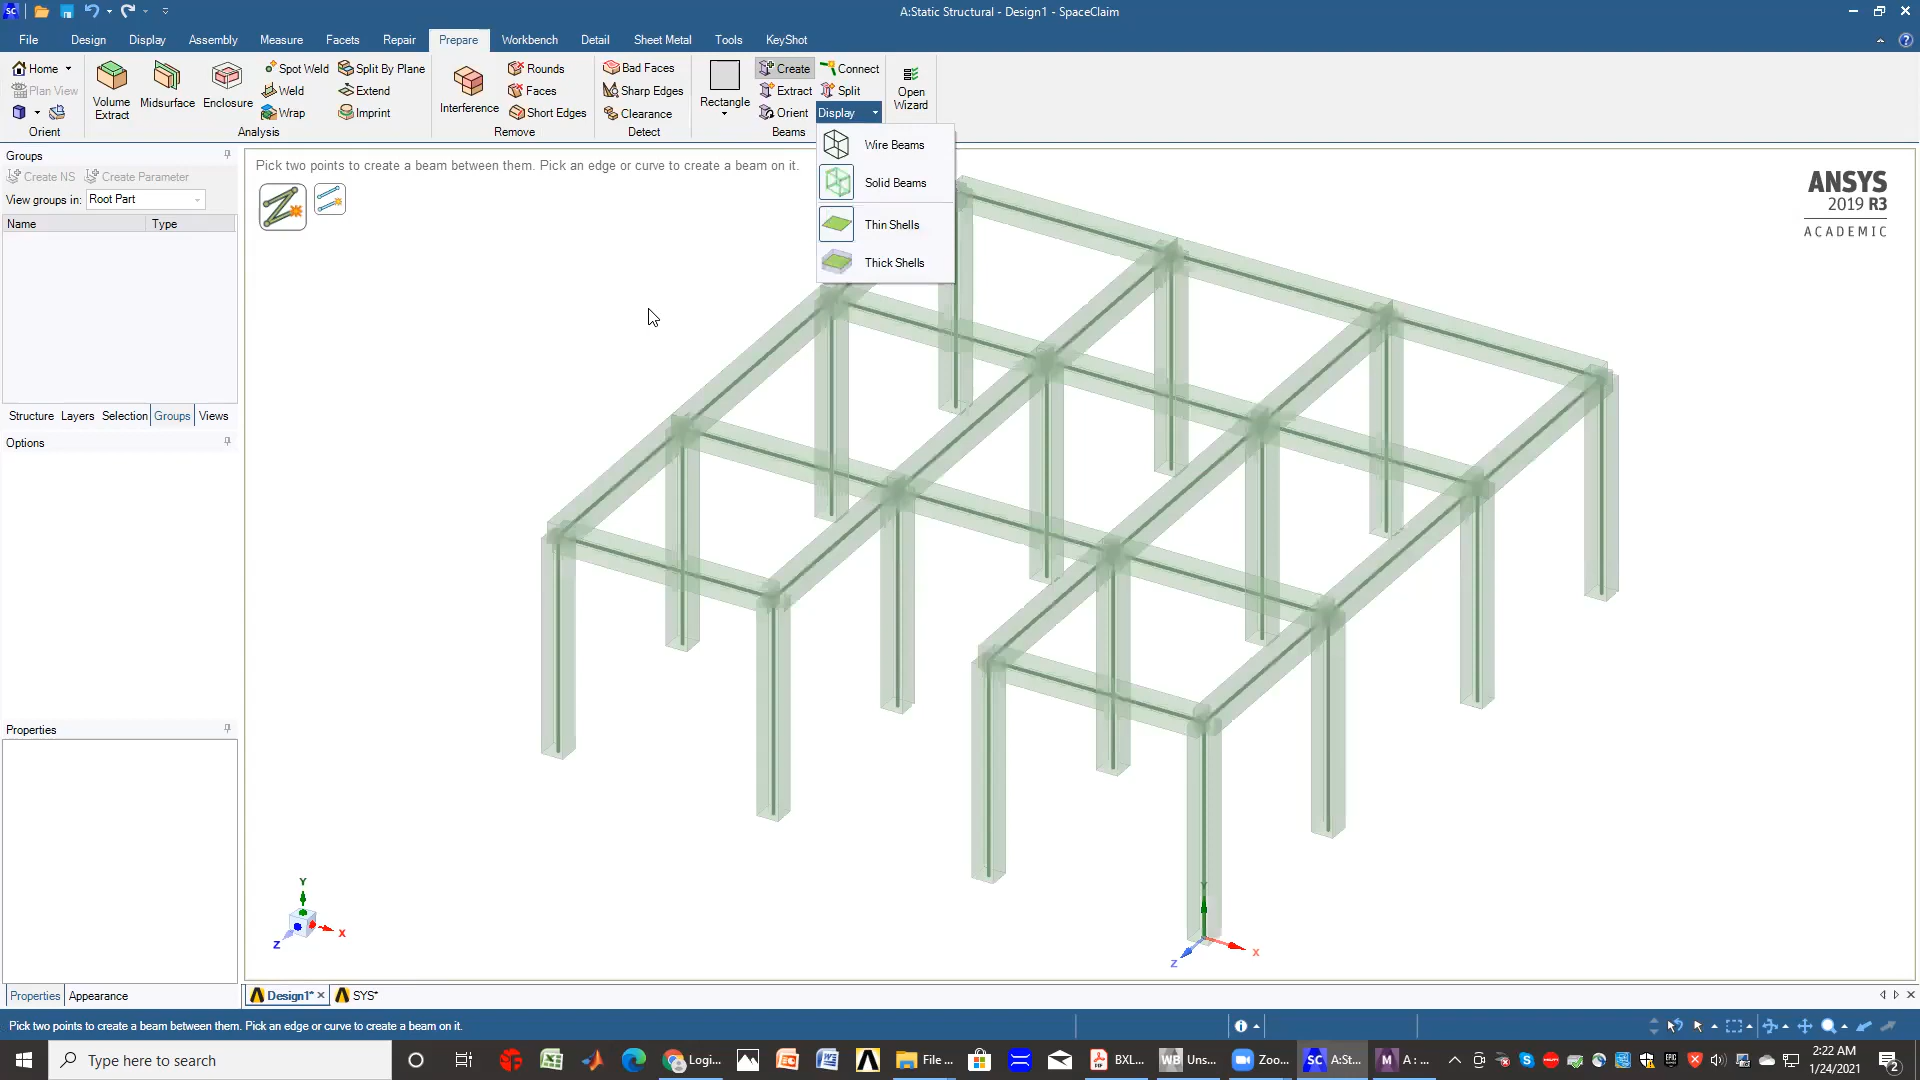 SC
A:Static Structural - Design1 - SpaceClaim
File Design Display Assembly Measure Facets Repair Prepare Workbench Detail Sheet Metal Tools KeyShot
Home
Plan View
Orient
Volume Extract
Midsurface
Enclosure
Spot Weld
Weld
Wrap
Split By Plane
Extend
Imprint
Analysis
Interference
Rounds
Faces
Short Edges
Remove
Bad Faces
Sharp Edges
Clearance
Detect
Rectangle
Create
Extract
Orient
Connect
Split
Display
Beams
Open Wizard
Wire Beams
Solid Beams
Thin Shells
Thick Shells
Groups
Create NS Create Parameter
View groups in: Root Part
Name Type
Structure Layers Selection Groups Views
Options
Properties
Properties Appearance
Pick two points to create a beam between them. Pick an edge or curve to create a beam on it.
ANSYS
2019 R3
ACADEMIC
Y
Z
X
Y
Z
X
Design1*
SYS*
Pick two points to create a beam between them. Pick an edge or curve to create a beam on it.
Type here to search
Logi...
File ...
BXL...
WB Uns...
Zoo...
SC A:St...
M A : ...
2:22 AM
1/24/2021
2